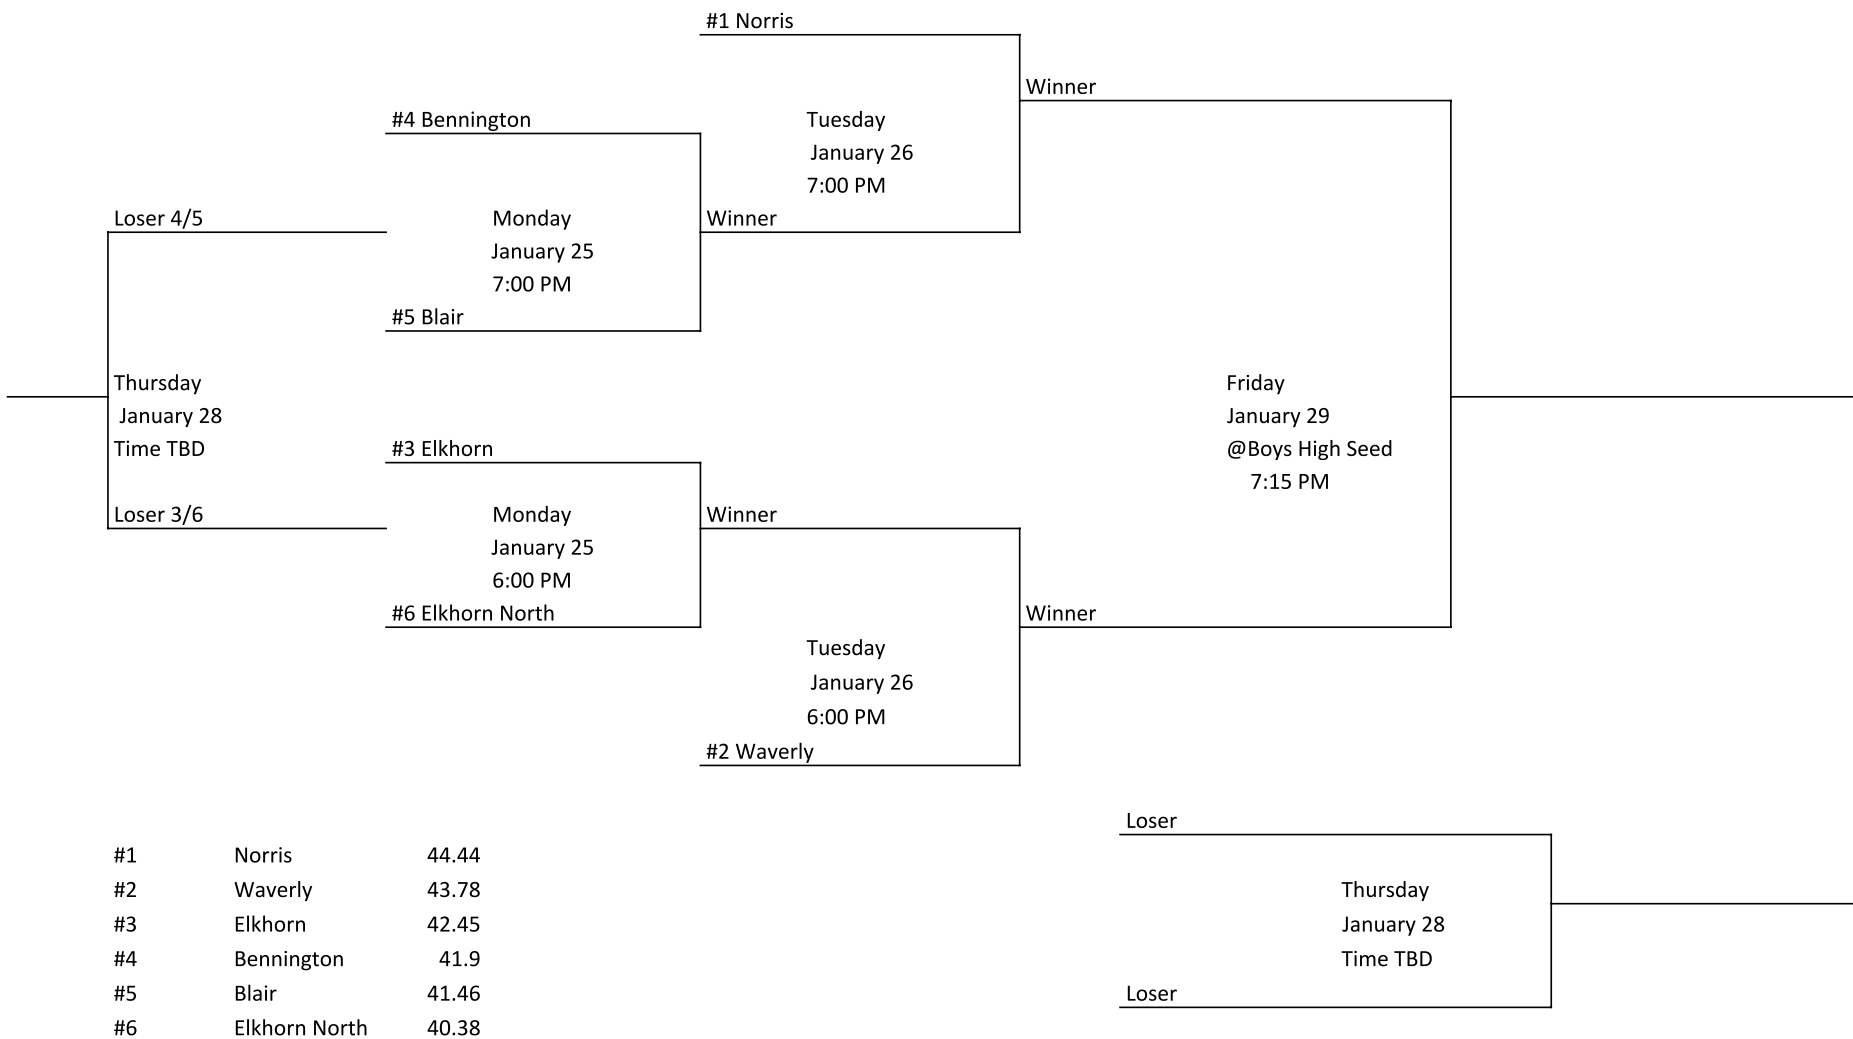 #1 Norris
Winner
#4 Bennington
Tuesday
January 26
7:00 PM
Loser 4/5
Monday
January 25
7:00 PM
Winner
#5 Blair
Thursday
January 28
Time TBD
Friday
January 29
@Boys High Seed
7:15 PM
#3 Elkhorn
Loser 3/6
Monday
January 25
6:00 PM
Winner
#6 Elkhorn North
Winner
Tuesday
January 26
6:00 PM
#2 Waverly
Loser
Thursday
January 28
Time TBD
Loser
#1 Norris 44.44
#2 Waverly 43.78
#3 Elkhorn 42.45
#4 Bennington 41.9
#5 Blair 41.46
#6 Elkhorn North 40.38